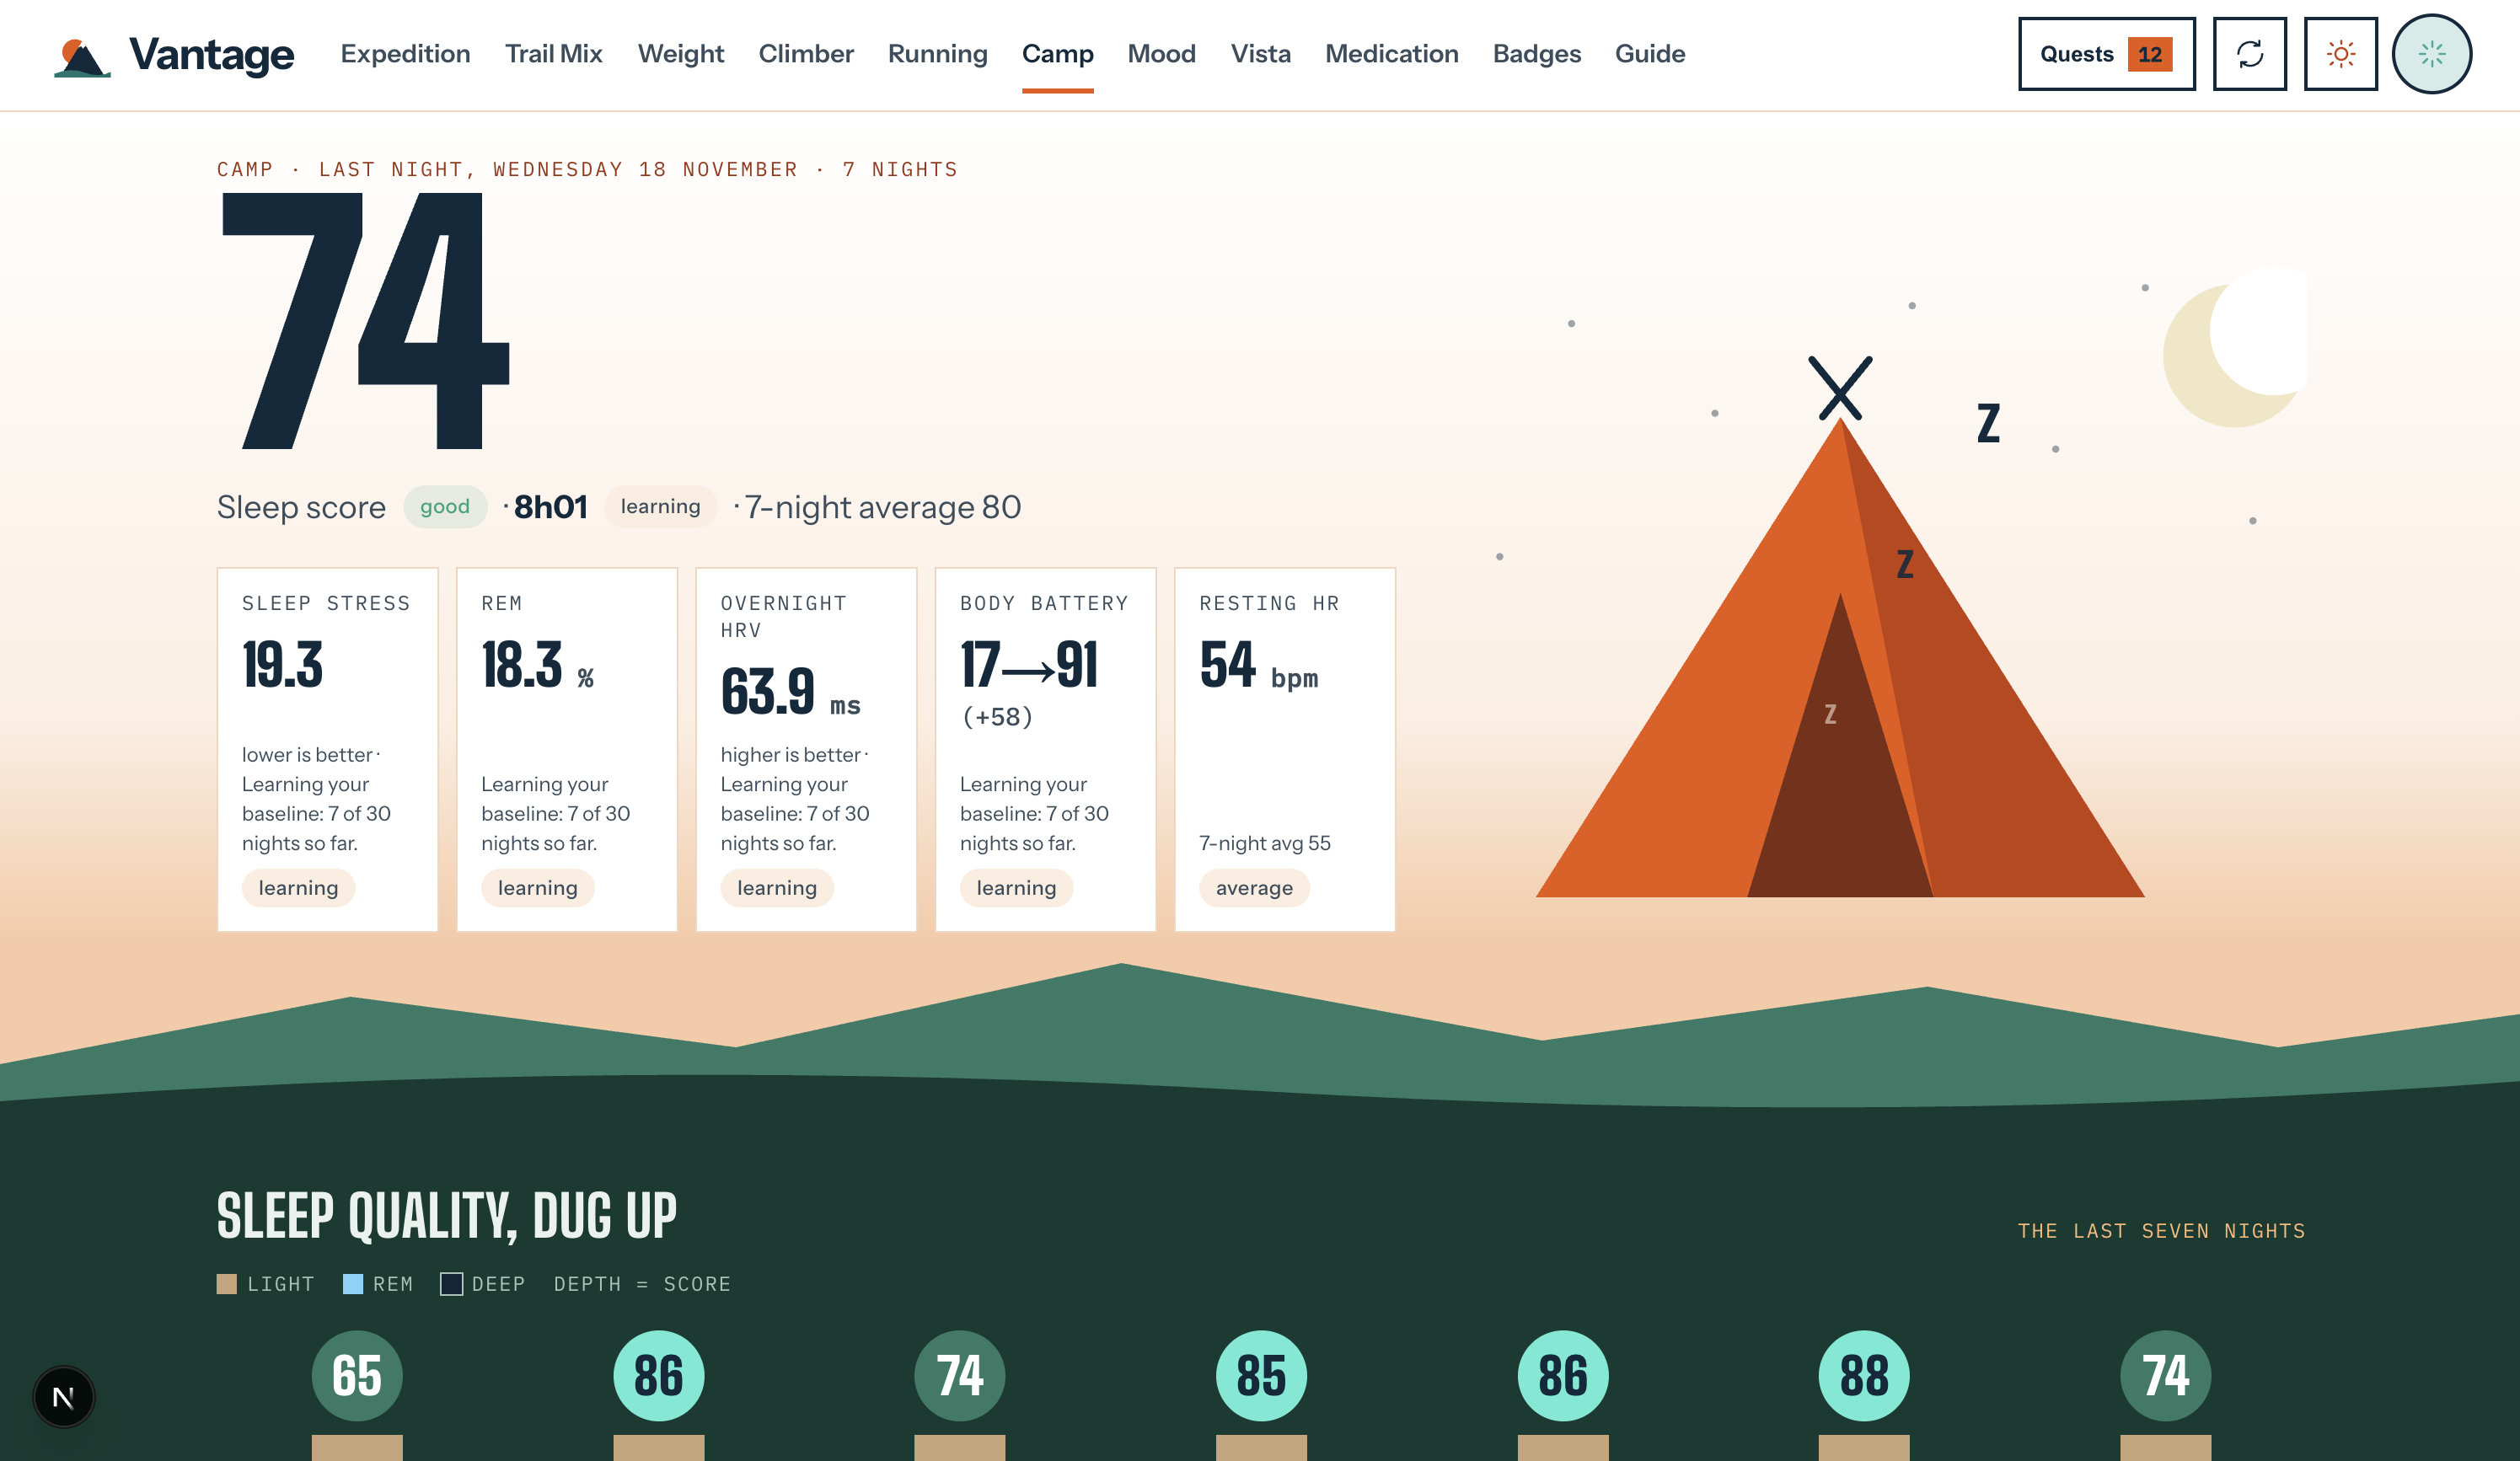 Vantage
Expedition Trail Mix Weight Climber Running Camp Mood Vista Medication Badges Guide
Quests 12
CAMP · LAST NIGHT, WEDNESDAY 18 NOVEMBER · 7 NIGHTS
74
Sleep score good · 8h01 learning · 7-night average 80
SLEEP STRESS
19.3
lower is better ·
Learning your
baseline: 7 of 30
nights so far.
learning
REM
18.3 %
Learning your
baseline: 7 of 30
nights so far.
learning
OVERNIGHT
HRV
63.9 ms
higher is better ·
Learning your
baseline: 7 of 30
nights so far.
learning
BODY BATTERY
17→91
(+58)
Learning your
baseline: 7 of 30
nights so far.
learning
RESTING HR
54 bpm
7-night avg 55
average
Z
Z
Z
SLEEP QUALITY, DUG UP
THE LAST SEVEN NIGHTS
LIGHT REM DEEP DEPTH = SCORE
65 86 74 85 86 88 74
N